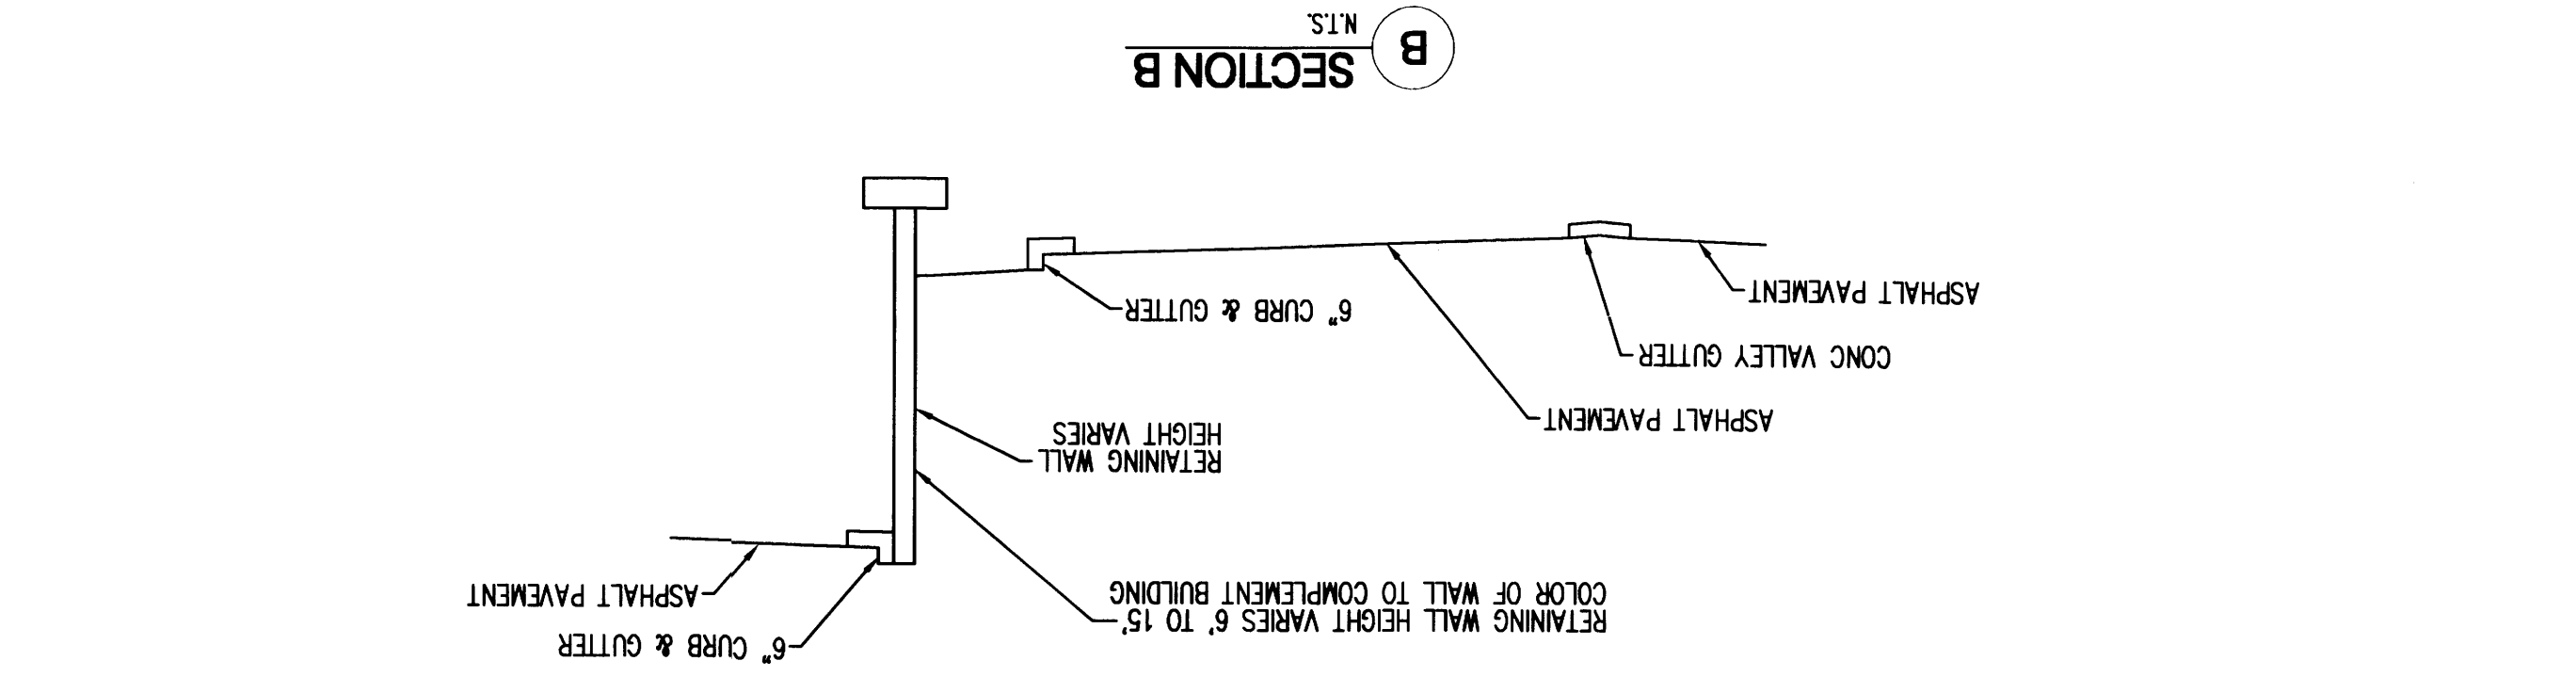 6" CURB & GUTTER
RETAINING WALL HEIGHT VARIES 6' TO 15'
COLOR OF WALL TO COMPLEMENT BUILDING
ASPHALT PAVEMENT
RETAINING WALL
HEIGHT VARIES
ASPHALT PAVEMENT
CONC VALLEY GUTTER
6" CURB & GUTTER
ASPHALT PAVEMENT
B
SECTION B
N.T.S.